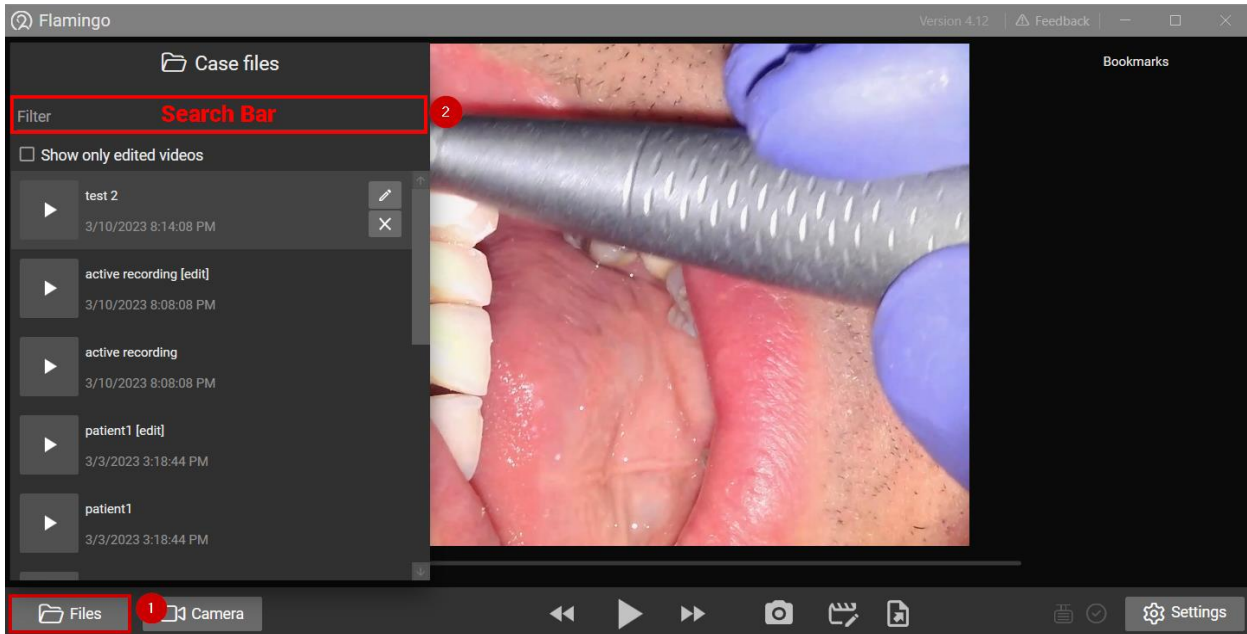 Flamingo
Version 4.12
Feedback
Case files
Bookmarks
Filter
Search Bar
2
Show only edited videos
test 2
3/10/2023 8:14:08 PM
active recording [edit]
3/10/2023 8:08:08 PM
active recording
3/10/2023 8:08:08 PM
patient1 [edit]
3/3/2023 3:18:44 PM
patient1
3/3/2023 3:18:44 PM
Files
1
Camera
Settings